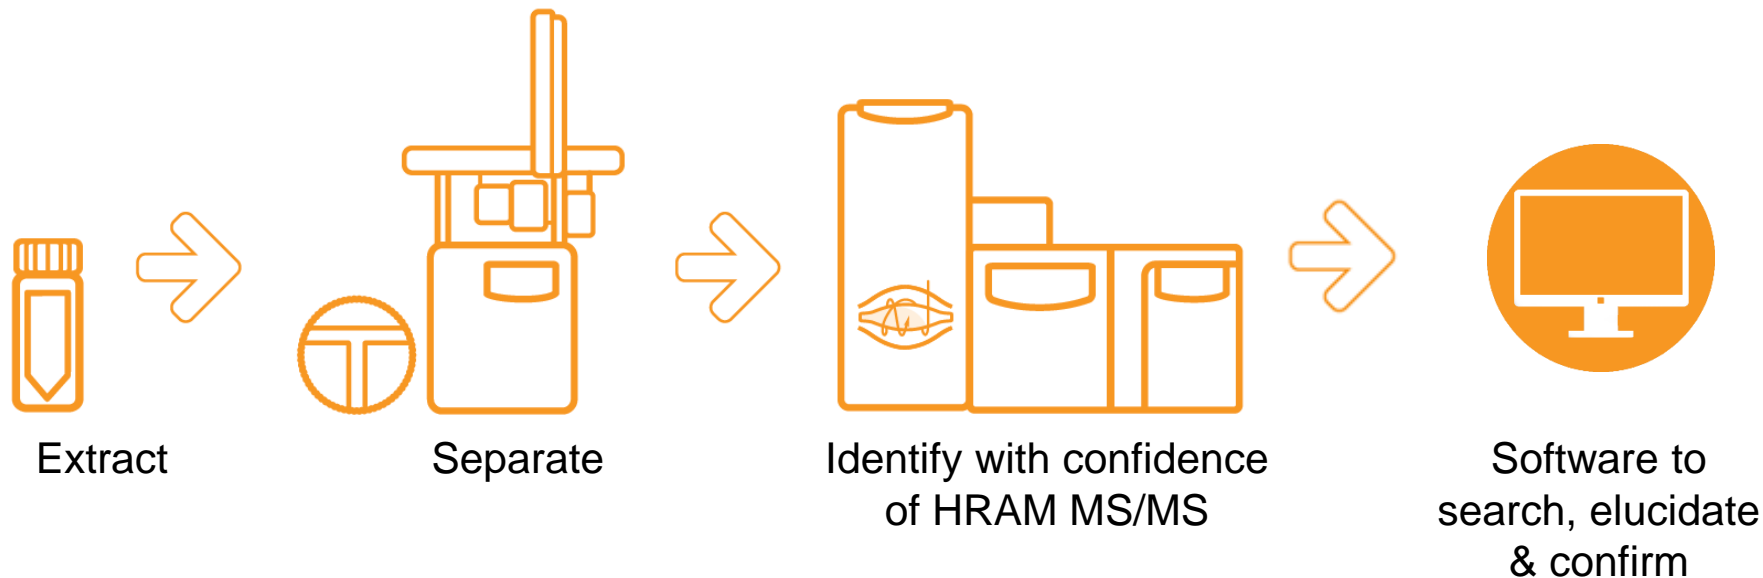 Extract
Separate
Identify with confidence
of HRAM MS/MS
Software to
search, elucidate
& confirm